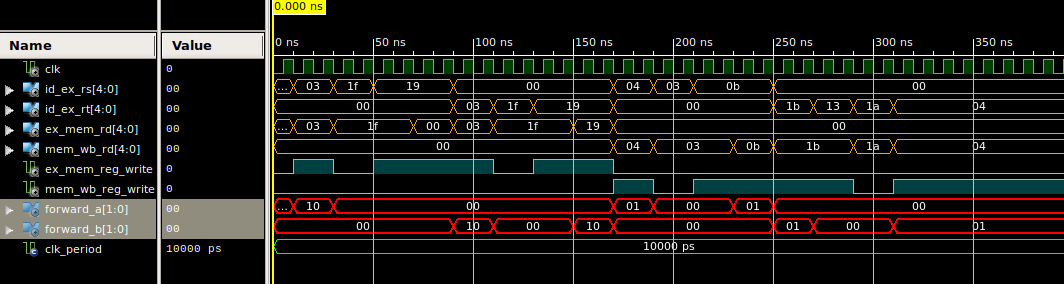 0.000 ns
Name Value 0 ns 50 ns 100 ns 150 ns 200 ns 250 ns 300 ns 350 ns
clk 0
id_ex_rs[4:0] 00 ... 03 1f 19 00 04 03 0b 00
id_ex_rt[4:0] 00 00 03 1f 19 00 1b 13 1a 04
ex_mem_rd[4:0] 00 ... 03 1f 00 03 1f 19 00
mem_wb_rd[4:0] 00 00 04 03 0b 1b 1a 04
ex_mem_reg_write 0
mem_wb_reg_write 0
forward_a[1:0] 00 ... 10 00 01 00 01 00
forward_b[1:0] 00 00 10 00 10 00 01 00 01
clk_period 10000 ps 10000 ps